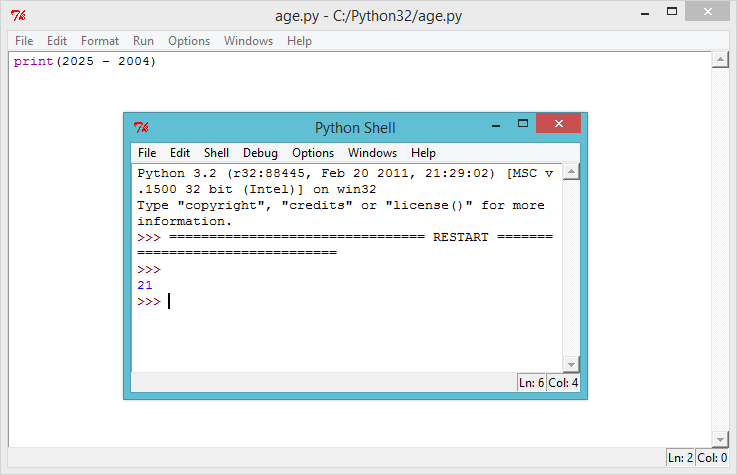 age.py - C:/Python32/age.py
File Edit Format Run Options Windows Help
print(2025 - 2004)
Python Shell
File Edit Shell Debug Options Windows Help
Python 3.2 (r32:88445, Feb 20 2011, 21:29:02) [MSC v
.1500 32 bit (Intel)] on win32
Type "copyright", "credits" or "license()" for more
information.
>>> ================================ RESTART =======
=========================
>>>
21
>>>
Ln: 6 Col: 4
Ln: 2 Col: 0